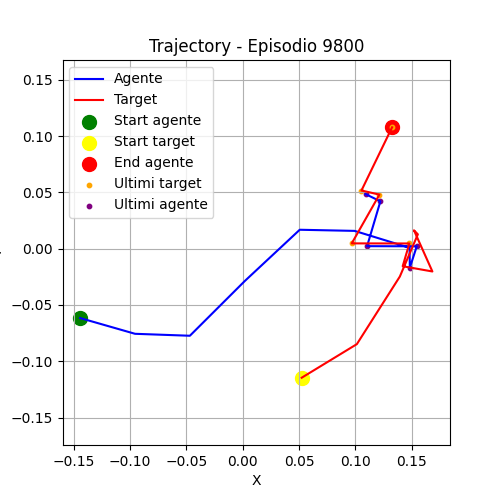 Trajectory - Episodio 9800
Agente
Target
Start agente
Start target
End agente
Ultimi target
Ultimi agente
0.15
0.10
0.05
0.00
−0.05
−0.10
−0.15
−0.15
−0.10
−0.05
0.00
0.05
0.10
0.15
X